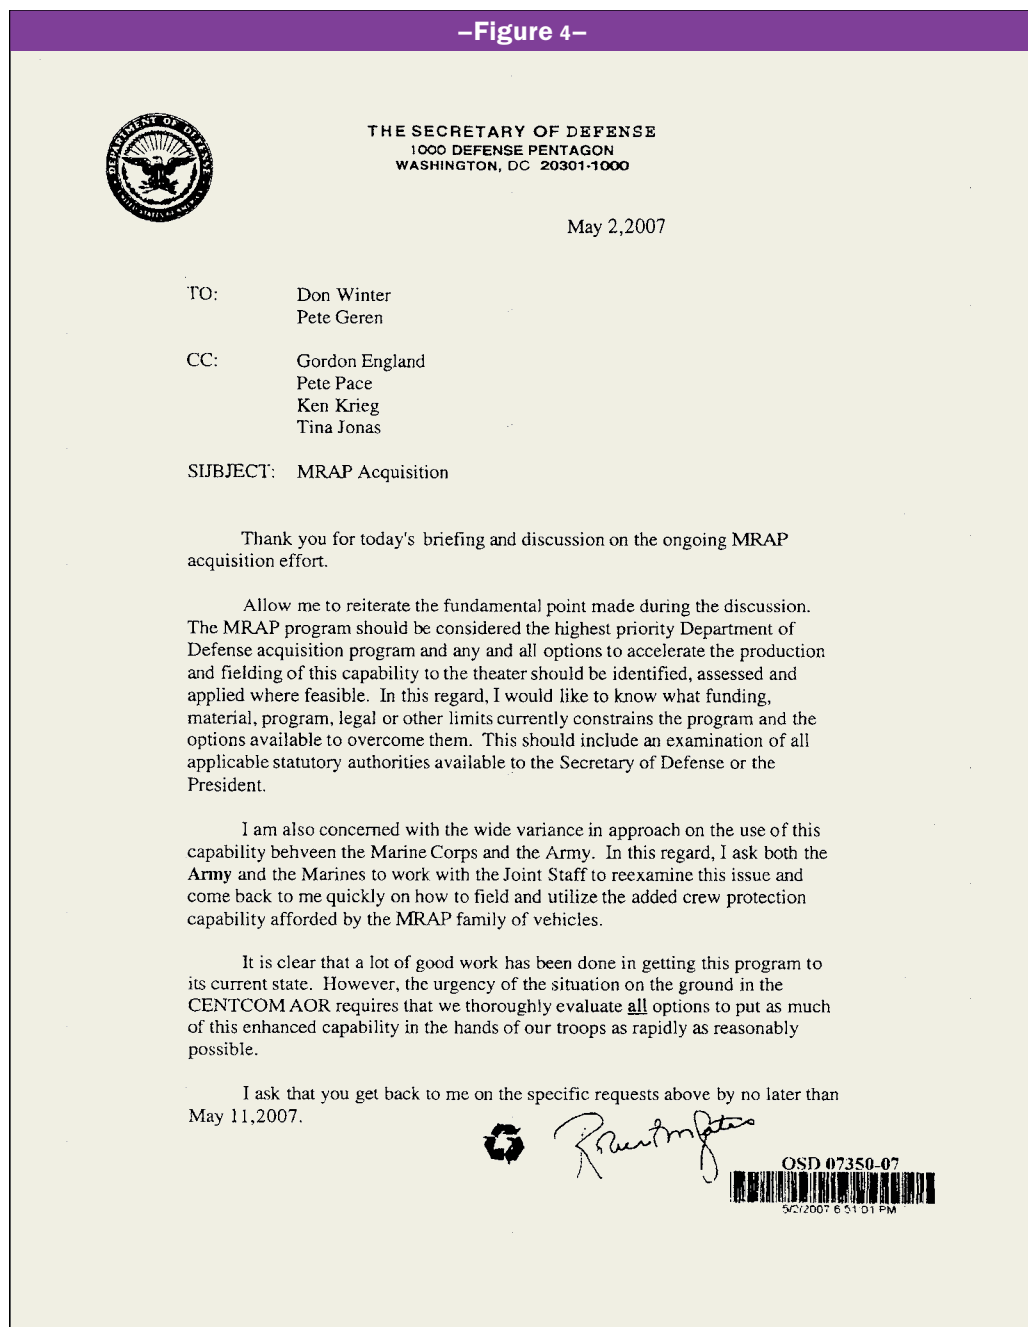 –Figure 4–
DEPARTMENT OF DEFENSE
UNITED STATES OF AMERICA
THE SECRETARY OF DEFENSE
1000 DEFENSE PENTAGON
WASHINGTON, DC 20301-1000
May 2,2007
TO: Don Winter
Pete Geren
CC: Gordon England
Pete Pace
Ken Krieg
Tina Jonas
SIJBJECT: MRAP Acquisition
Thank you for today's briefing and discussion on the ongoing MRAP
acquisition effort.
Allow me to reiterate the fundamental point made during the discussion.
The MRAP program should be considered the highest priority Department of
Defense acquisition program and any and all options to accelerate the production
and fielding of this capability to the theater should be identified, assessed and
applied where feasible. In this regard, I would like to know what funding,
material, program, legal or other limits currently constrains the program and the
options available to overcome them. This should include an examination of all
applicable statutory authorities available to the Secretary of Defense or the
President.
I am also concerned with the wide variance in approach on the use of this
capability behveen the Marine Corps and the Army. In this regard, I ask both the
Army and the Marines to work with the Joint Staff to reexamine this issue and
come back to me quickly on how to field and utilize the added crew protection
capability afforded by the MRAP family of vehicles.
It is clear that a lot of good work has been done in getting this program to
its current state. However, the urgency of the situation on the ground in the
CENTCOM AOR requires that we thoroughly evaluate all options to put as much
of this enhanced capability in the hands of our troops as rapidly as reasonably
possible.
I ask that you get back to me on the specific requests above by no later than
May 11,2007.
Robert M Gates
OSD 07350-07
5/2/2007 6 51 01 PM